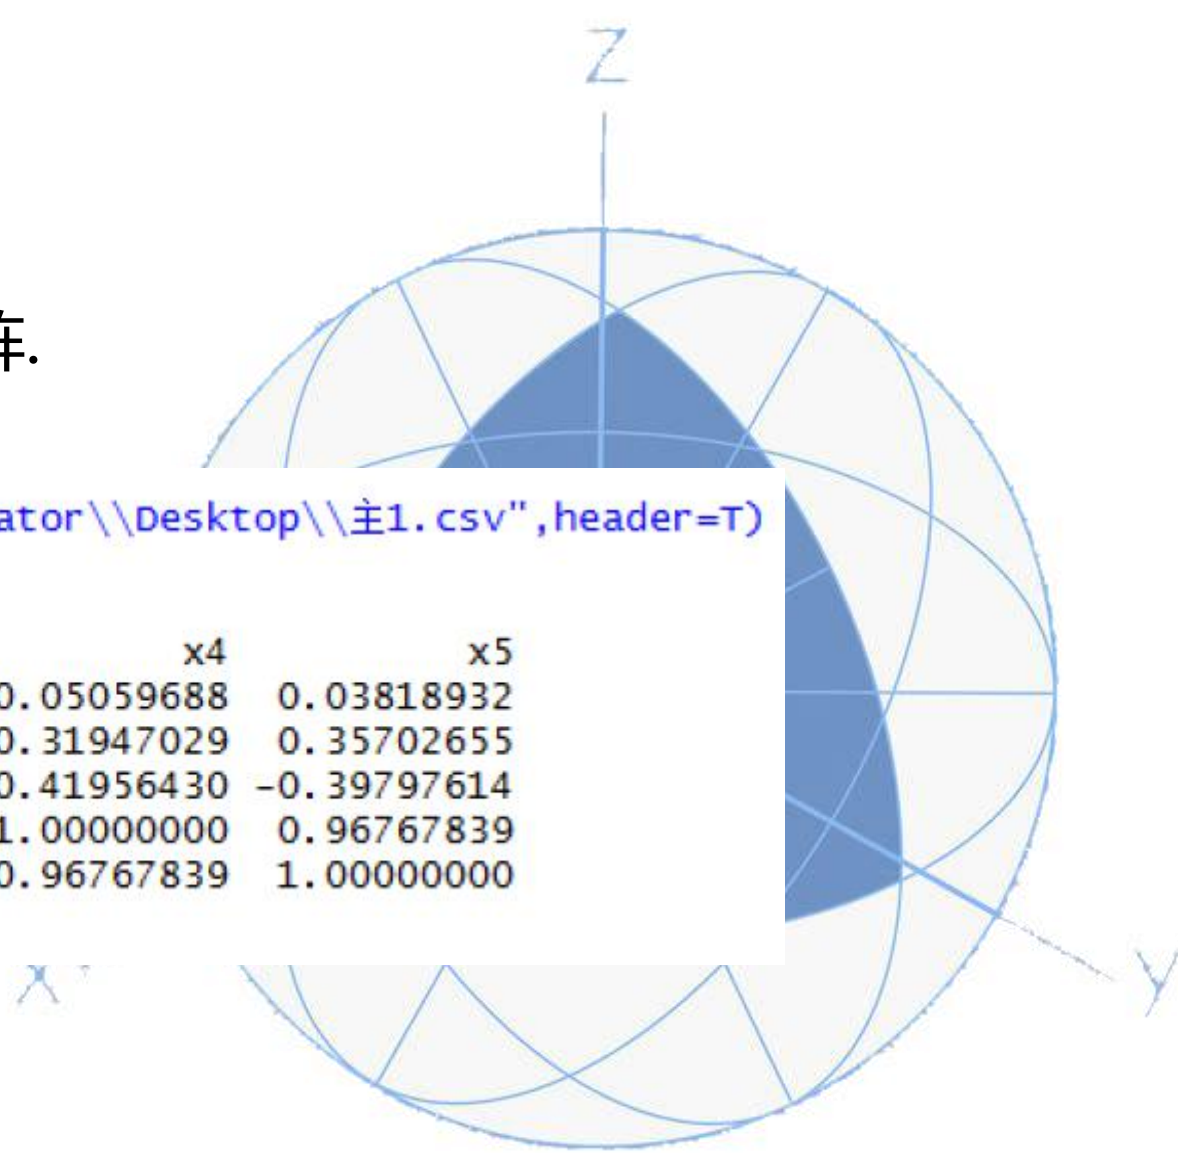 Z
阵.
ator\\Desktop\\主1.csv",header=T)
x4 x5
0.05059688 0.03818932
0.31947029 0.35702655
0.41956430 -0.39797614
1.00000000 0.96767839
0.96767839 1.00000000
X
y